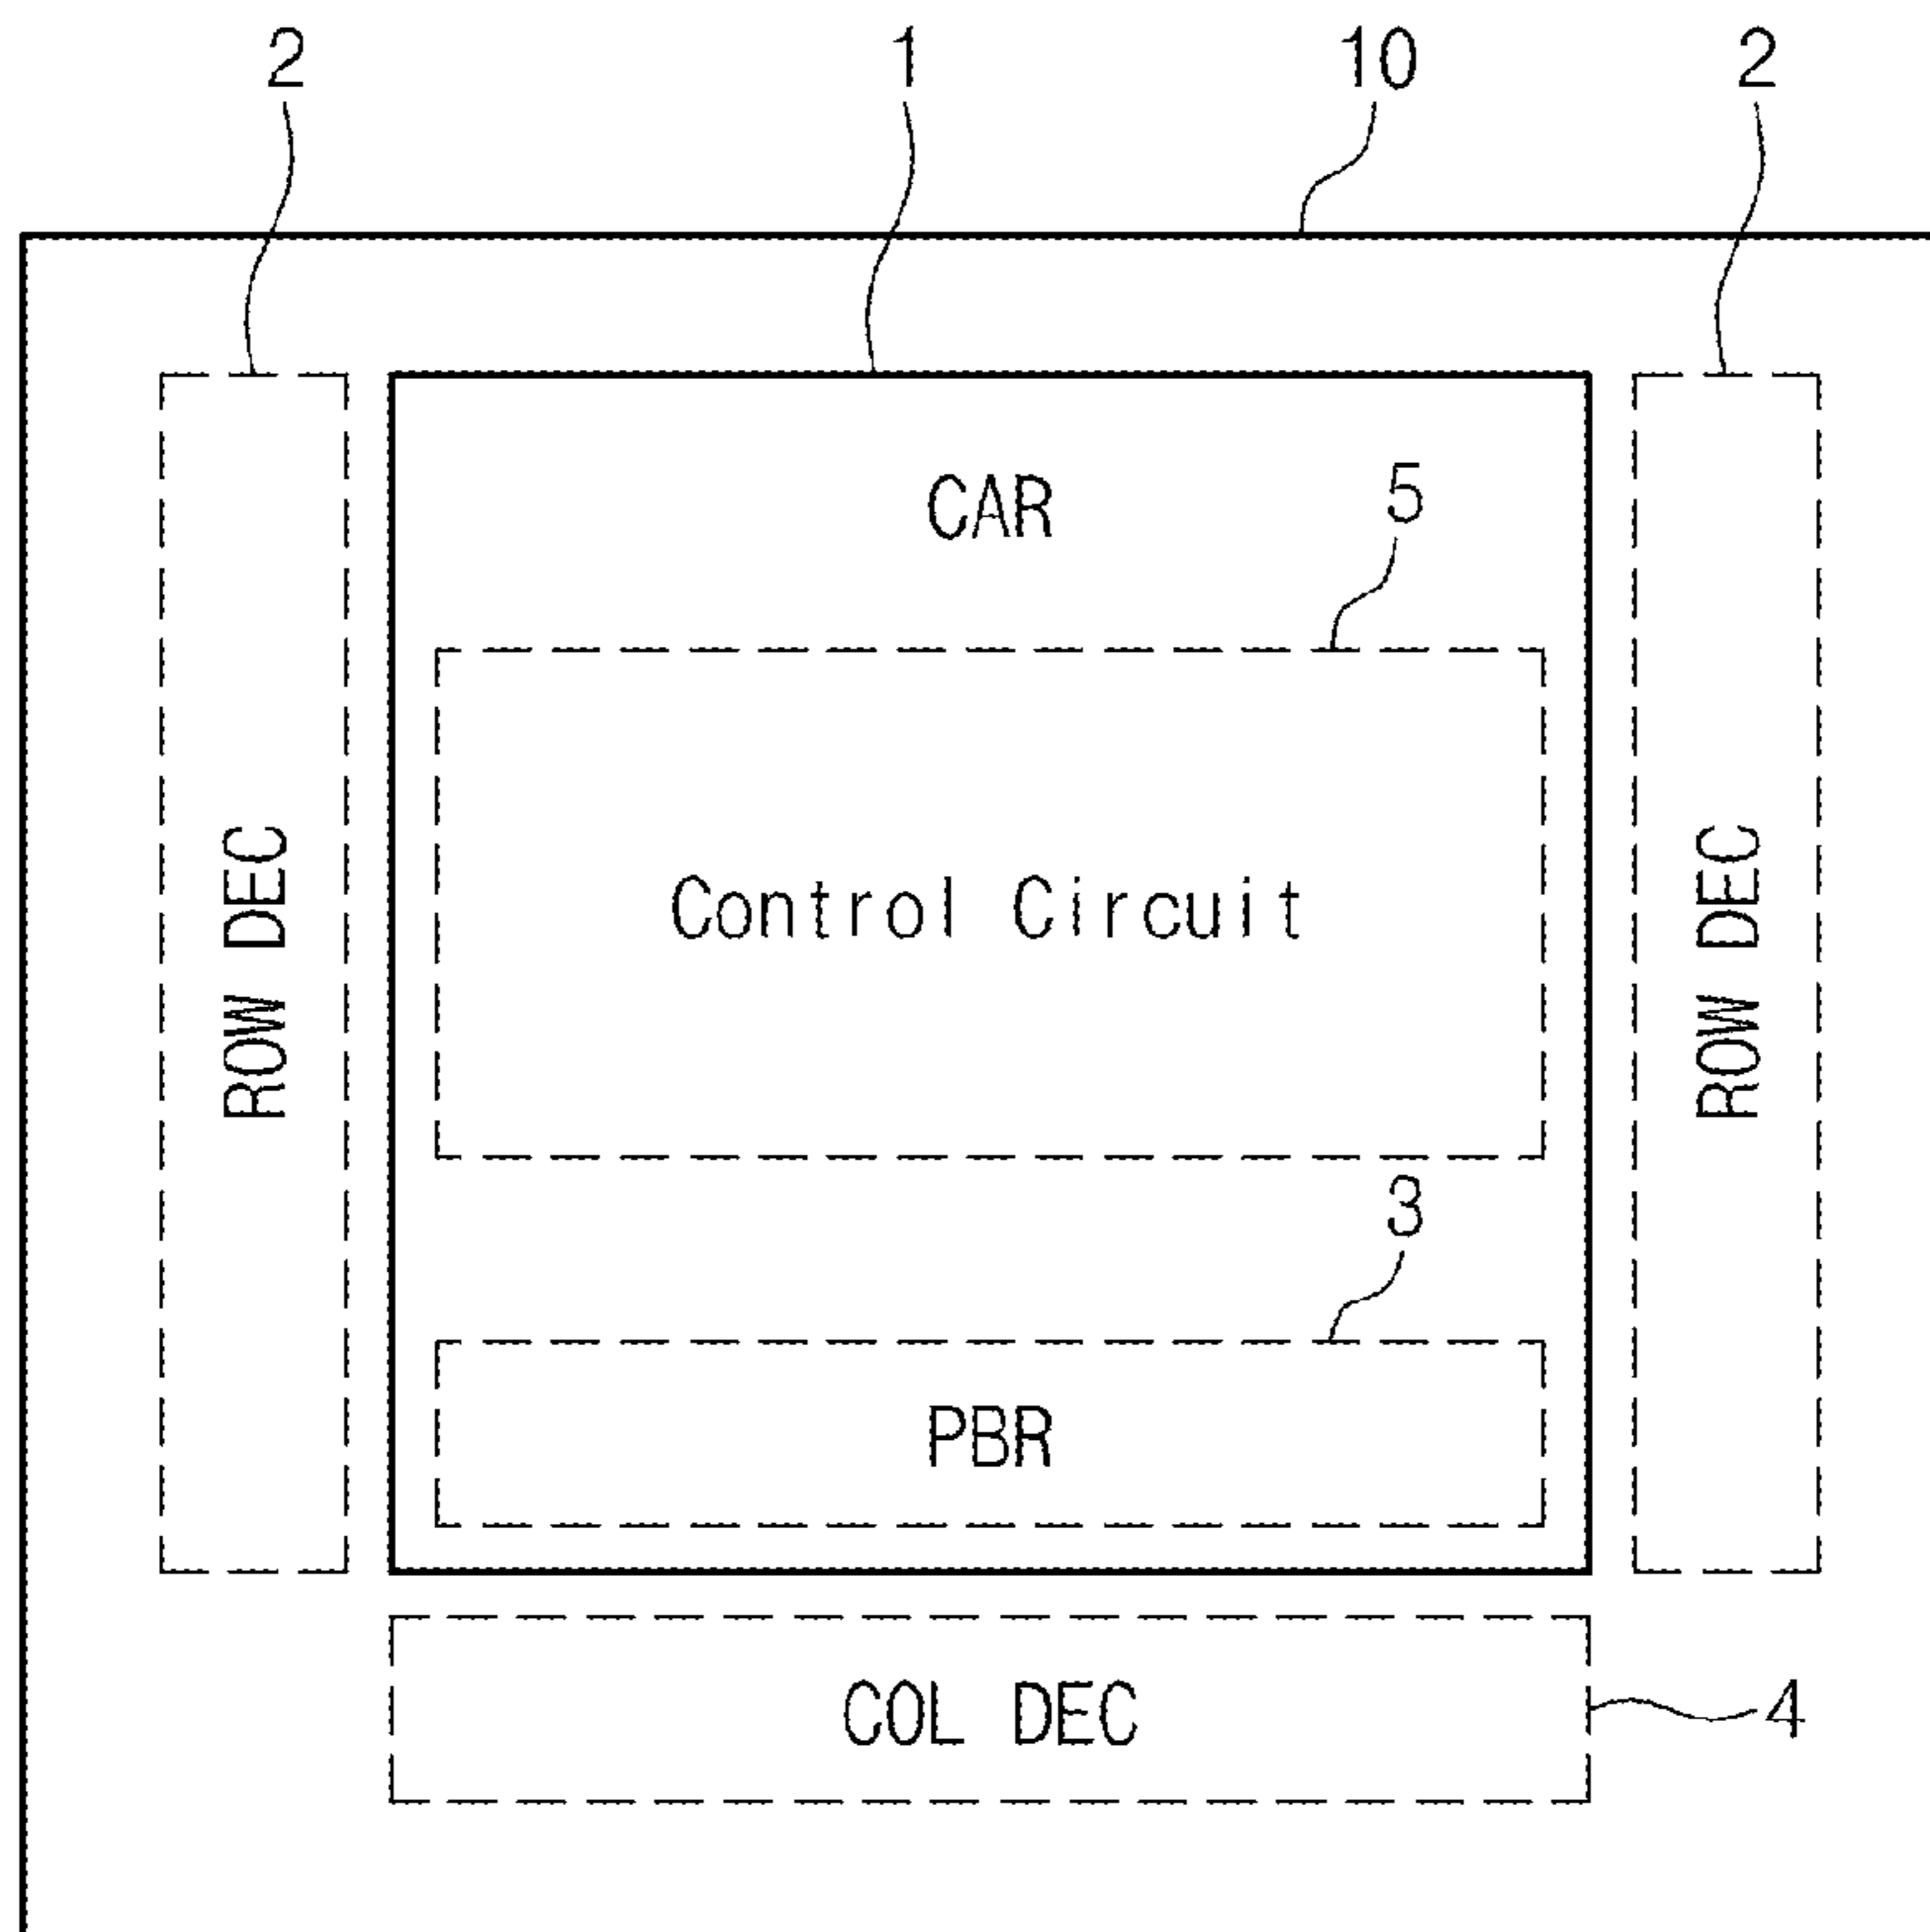 2 1 10 2
CAR
5
ROW DEC
Control Circuit
ROW DEC
3
PBR
COL DEC
4